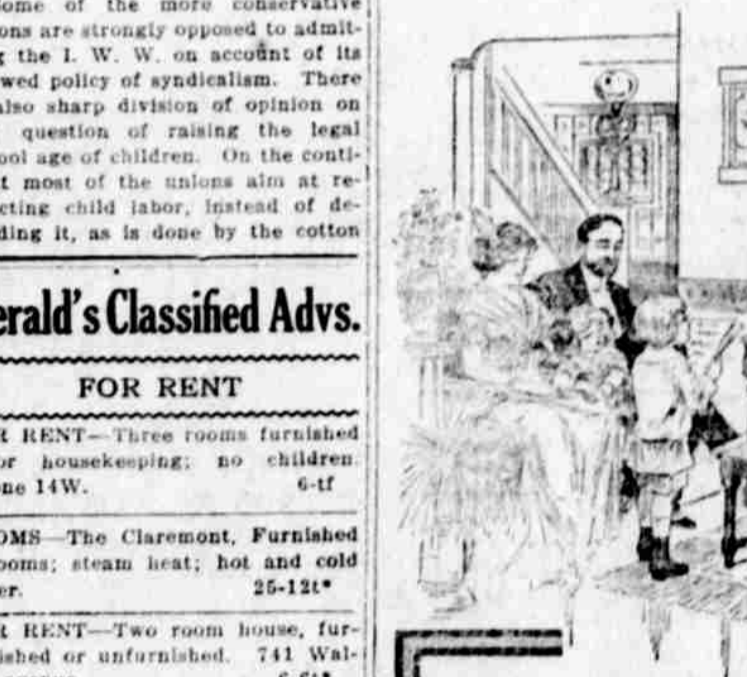 some of the more conservative
ons are strongly opposed to admit-
g the I. W. W. on account of its
wed policy of syndicalism. There
also sharp division of opinion on
question of raising the legal
ool age of children. On the conti-
t most of the unions aim at re-
cting child labor, instead of de-
ding it, as is done by the cotton
erald's Classified Advs.
FOR RENT
R RENT—Three rooms furnished
or housekeeping; no children.
one 14W. 6-tf
OMS—The Claremont, Furnished
ooms; steam heat; hot and cold
er. 25-12t*
R RENT—Two room house, fur-
ished or unfurnished. 741 Wal-
6-6t*